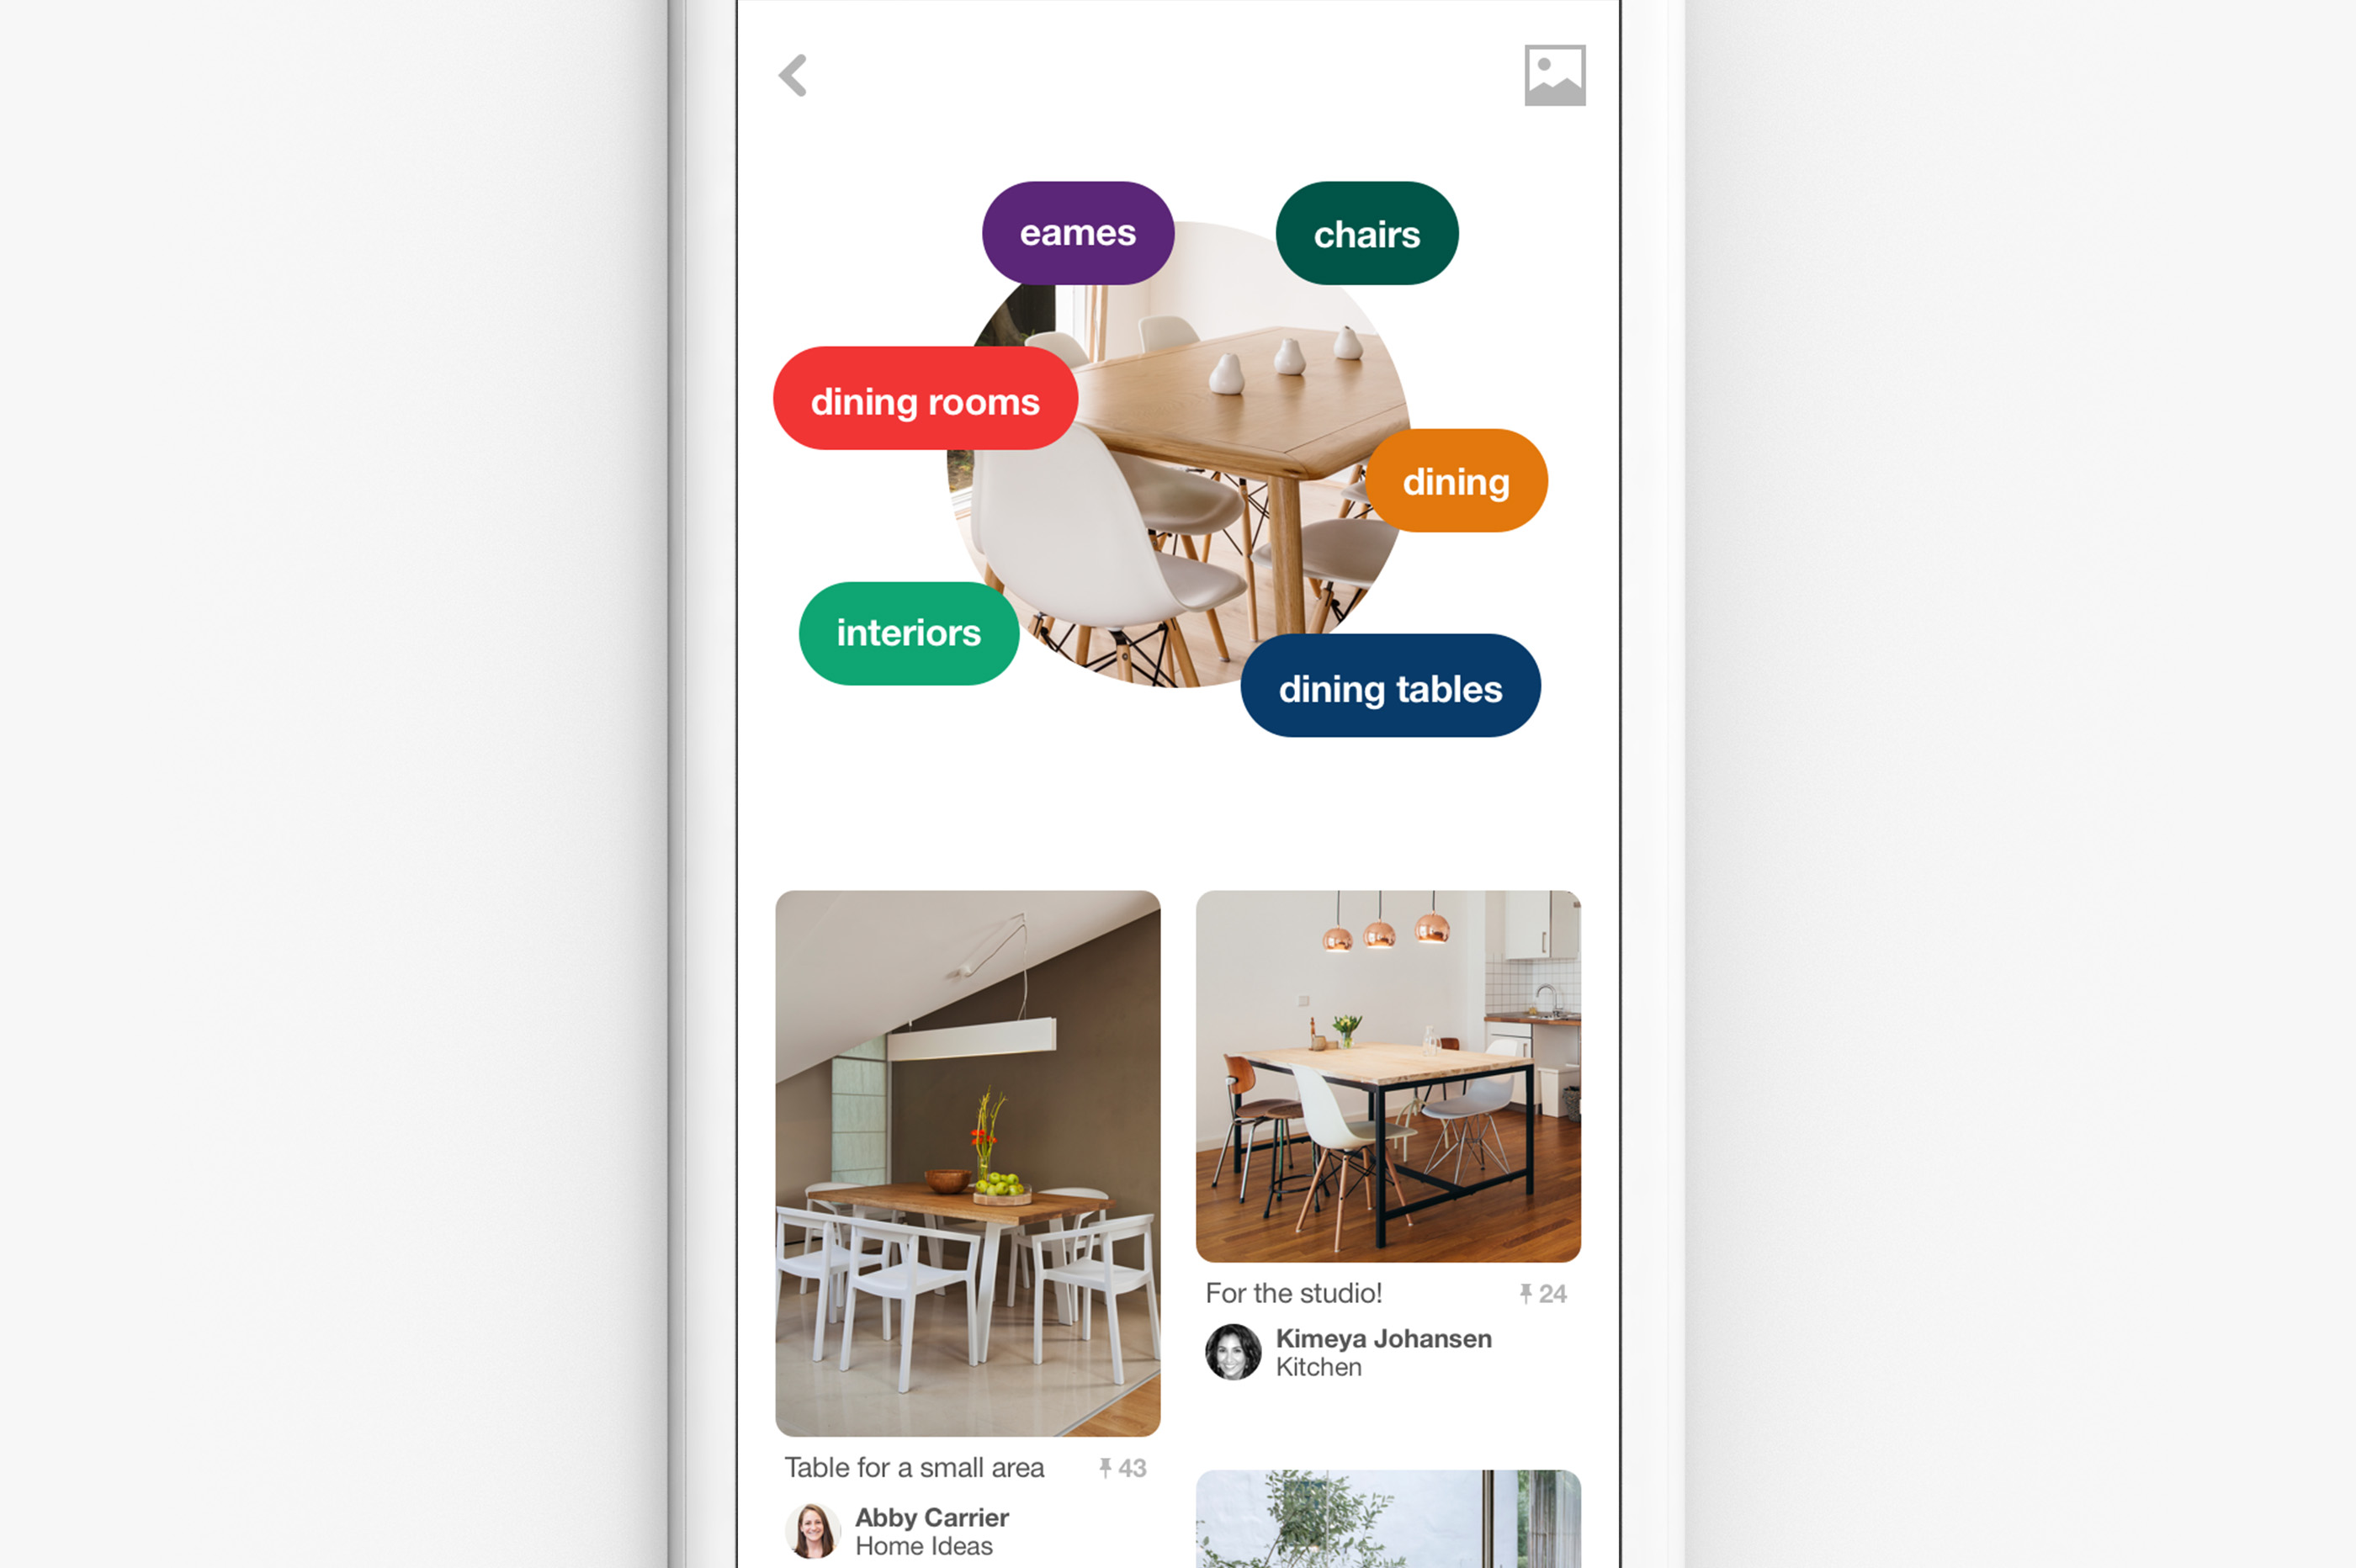 eames
chairs
dining rooms
dining
interiors
dining tables
For the studio!
24
Kimeya Johansen
Kitchen
Table for a small area
43
Abby Carrier
Home Ideas